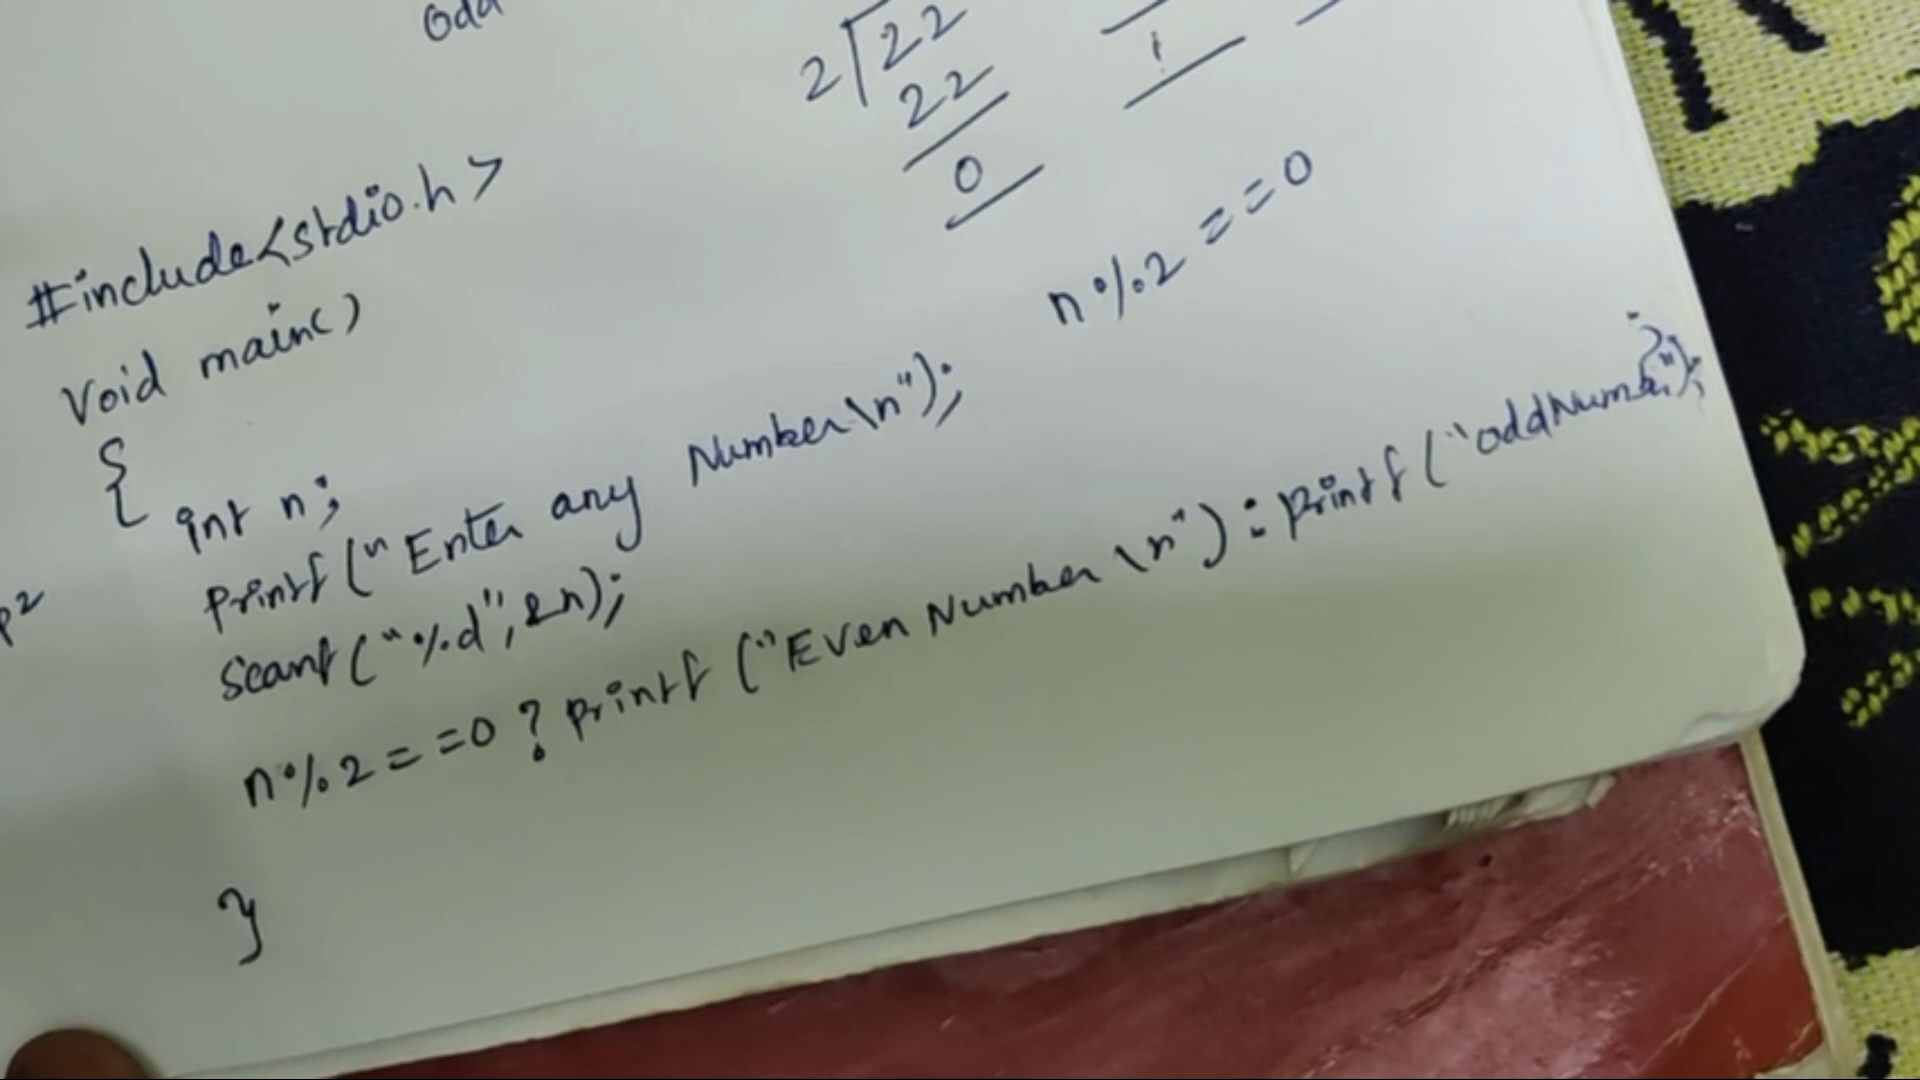 Odd
2 22
22
0
1
n%2 ==0
#include<stdio.h>
void main()
{
int n;
printf("Enter any Number\n");
scanf("%d",&n);
n%2==0 ? printf ("Even Number \n") : printf ("odd
}